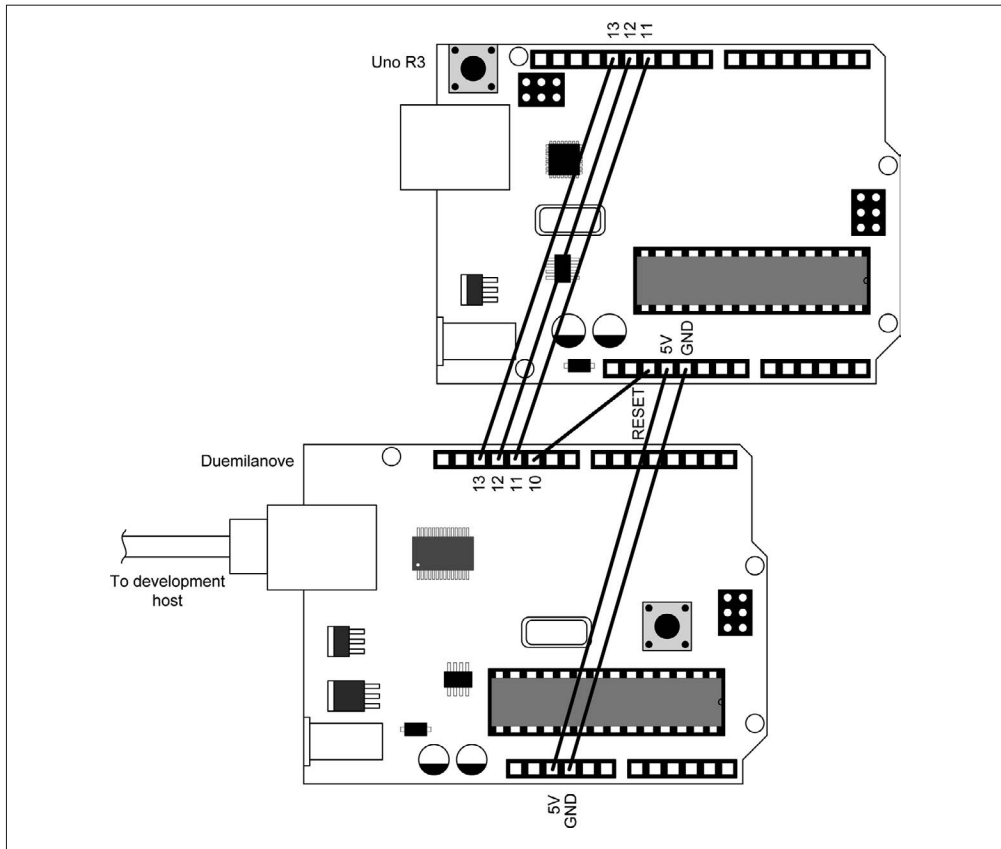 13
12
11
Uno R3
5V
GND
RESET
Duemilanove
13
12
11
10
To development
host
5V
GND